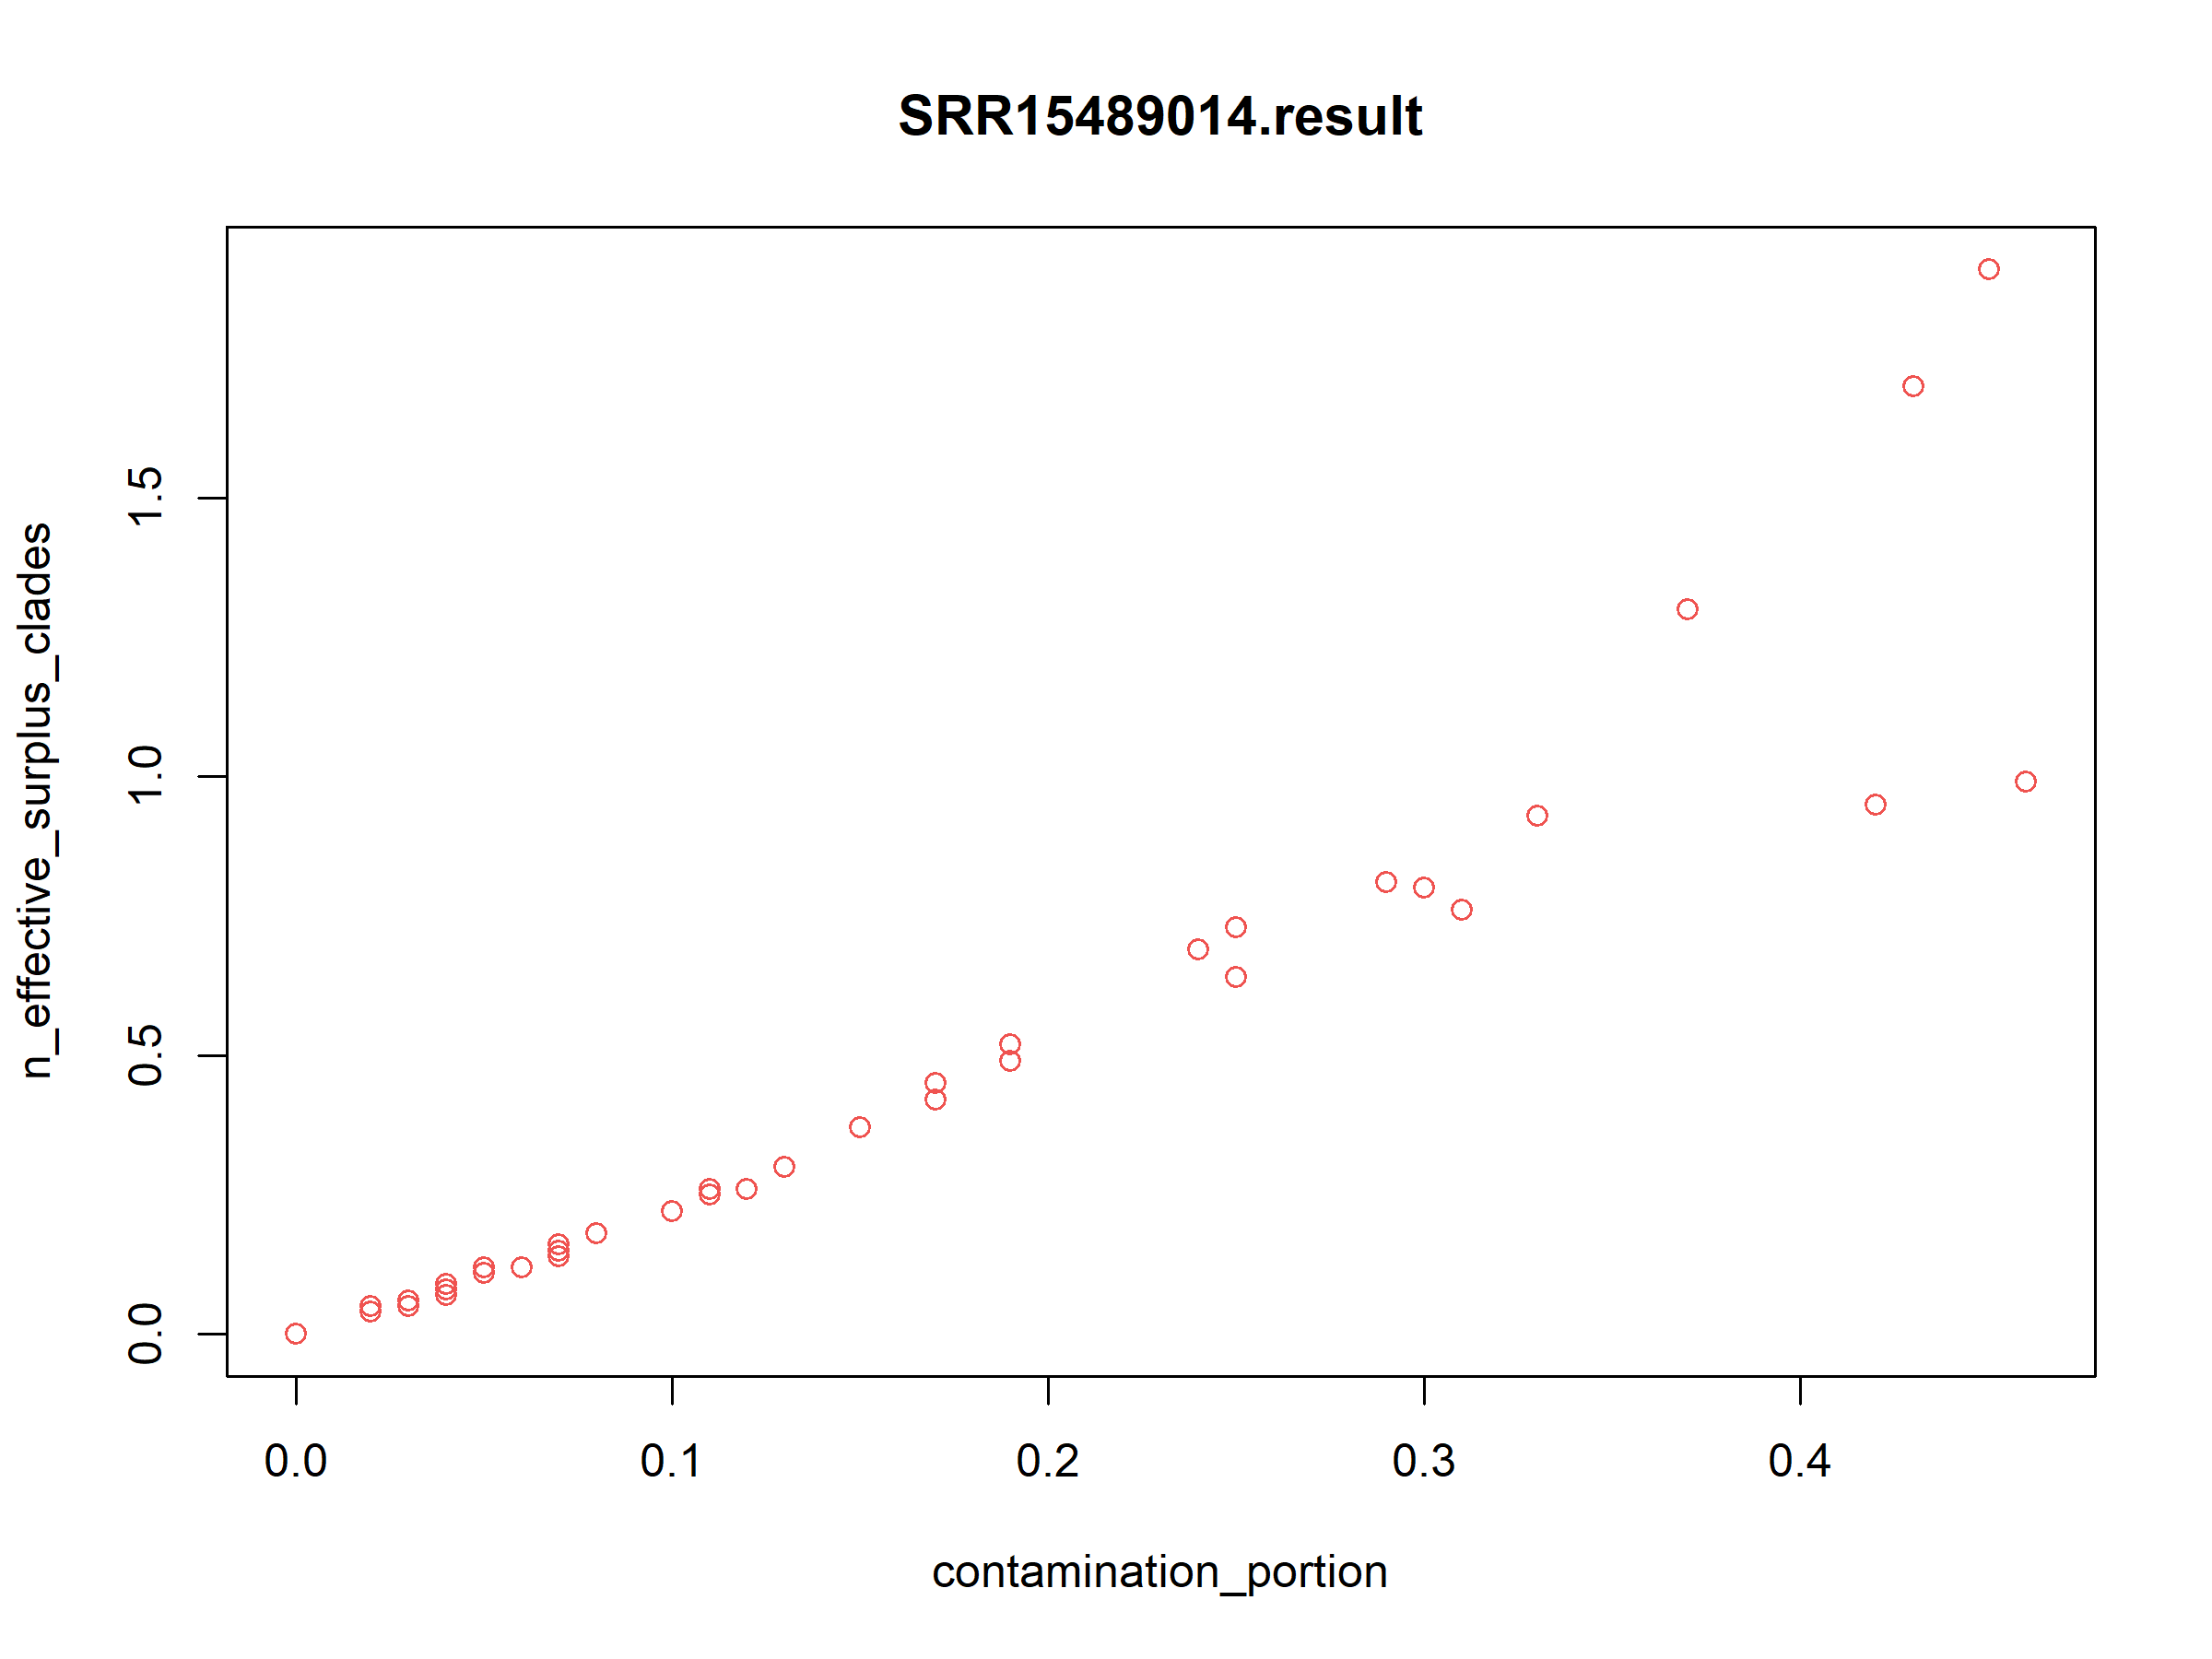 SRR15489014.result
n_effective_surplus_clades
1.5
1.0
0.5
0.0
0.0 0.1 0.2 0.3 0.4
contamination_portion